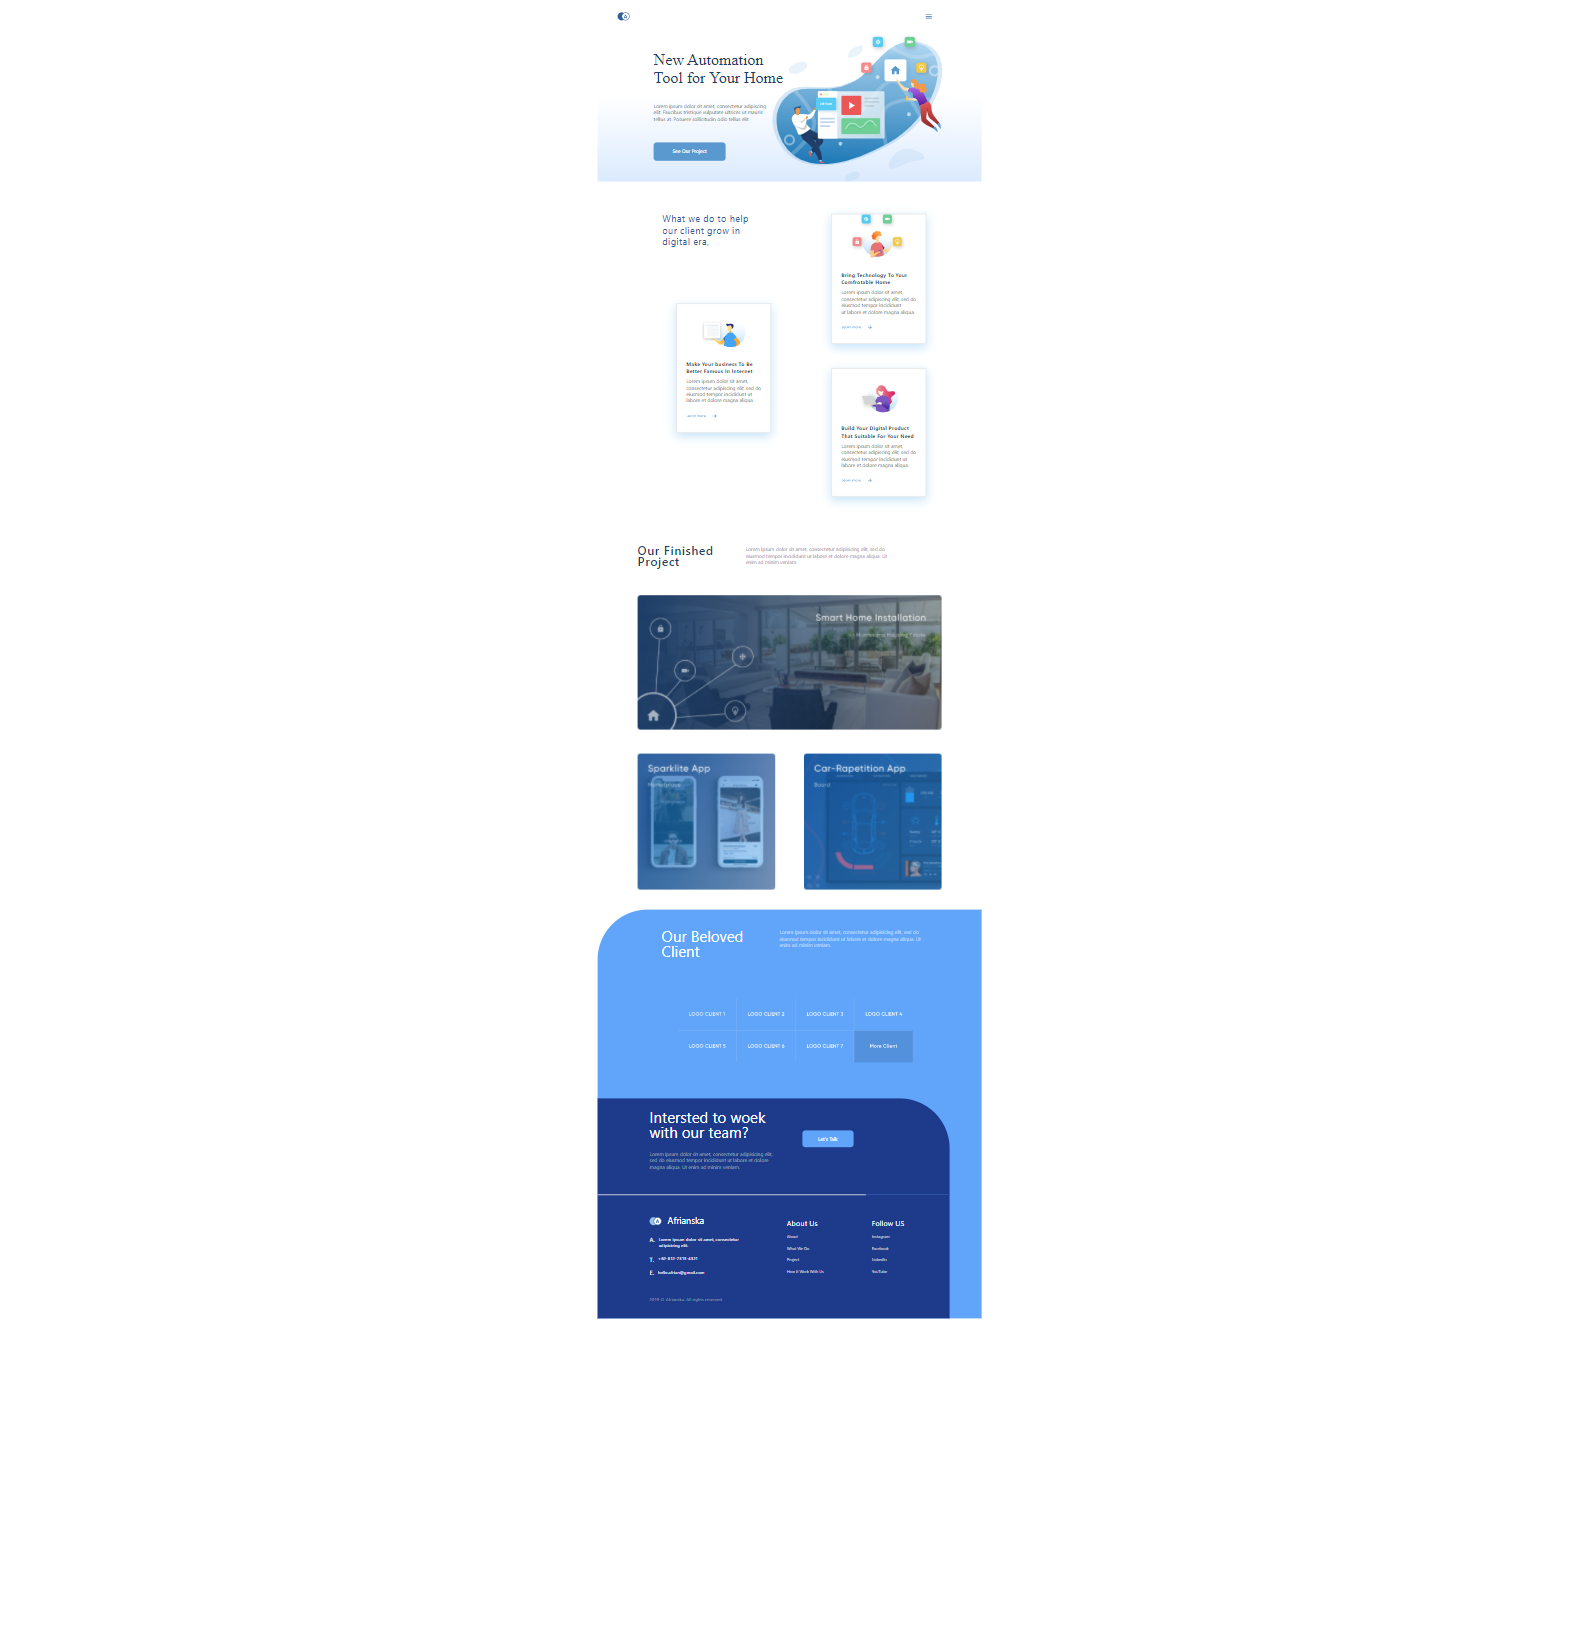 New Automation
Tool for Your Home
Lorem ipsum dolor sit amet, consectetur adipiscing
elit. Faucibus tristique vulputate ultrices ut mauris
tellus at. Posuere sollicitudin odio tellus elit.
See Our Project
What we do to help
our client grow in
digital era.
Bring Technology To Your
Comfrotable Home
Lorem ipsum dolor sit amet,
consectetur adipiscing elit, sed do
eiusmod tempor incididunt
ut labore et dolore magna aliqua.
Learn more
Make Your business To Be
Better Famous In Internet
Lorem ipsum dolor sit amet,
consectetur adipiscing elit, sed do
eiusmod tempor incididunt ut
labore et dolore magna aliqua.
Learn more
Build Your Digital Product
That Suitable For Your Need
Lorem ipsum dolor sit amet,
consectetur adipiscing elit, sed do
eiusmod tempor incididunt ut
labore et dolore magna aliqua.
Learn more
Our Finished
Project
Lorem ipsum dolor sit amet, consectetur adipiscing elit, sed do
eiusmod tempor incididunt ut labore et dolore magna aliqua. Ut
enim ad minim veniam
Smart Home Installation
Sparklite App
Car-Rapetition App
Our Beloved
Client
Lorem ipsum dolor sit amet, consectetur adipiscing elit, sed do
eiusmod tempor incididunt ut labore et dolore magna aliqua. Ut
enim ad minim veniam.
LOGO CLIENT 1
LOGO CLIENT 2
LOGO CLIENT 3
LOGO CLIENT 4
LOGO CLIENT 5
LOGO CLIENT 6
LOGO CLIENT 7
More Client
Intersted to woek
with our team?
Lorem ipsum dolor sit amet, consectetur adipiscing elit,
sed do eiusmod tempor incididunt ut labore et dolore
magna aliqua. Ut enim ad minim veniam.
Let's Talk
Afrianska
A. Lorem ipsum dolor sit amet, consectetur
adipiscing elit.
T.
E.
About Us
About
What We Do
Project
How It Work With Us
Follow US
Instagram
Facebook
LinkedIn
YouTube
2019 © Afrianska. All rights reserved